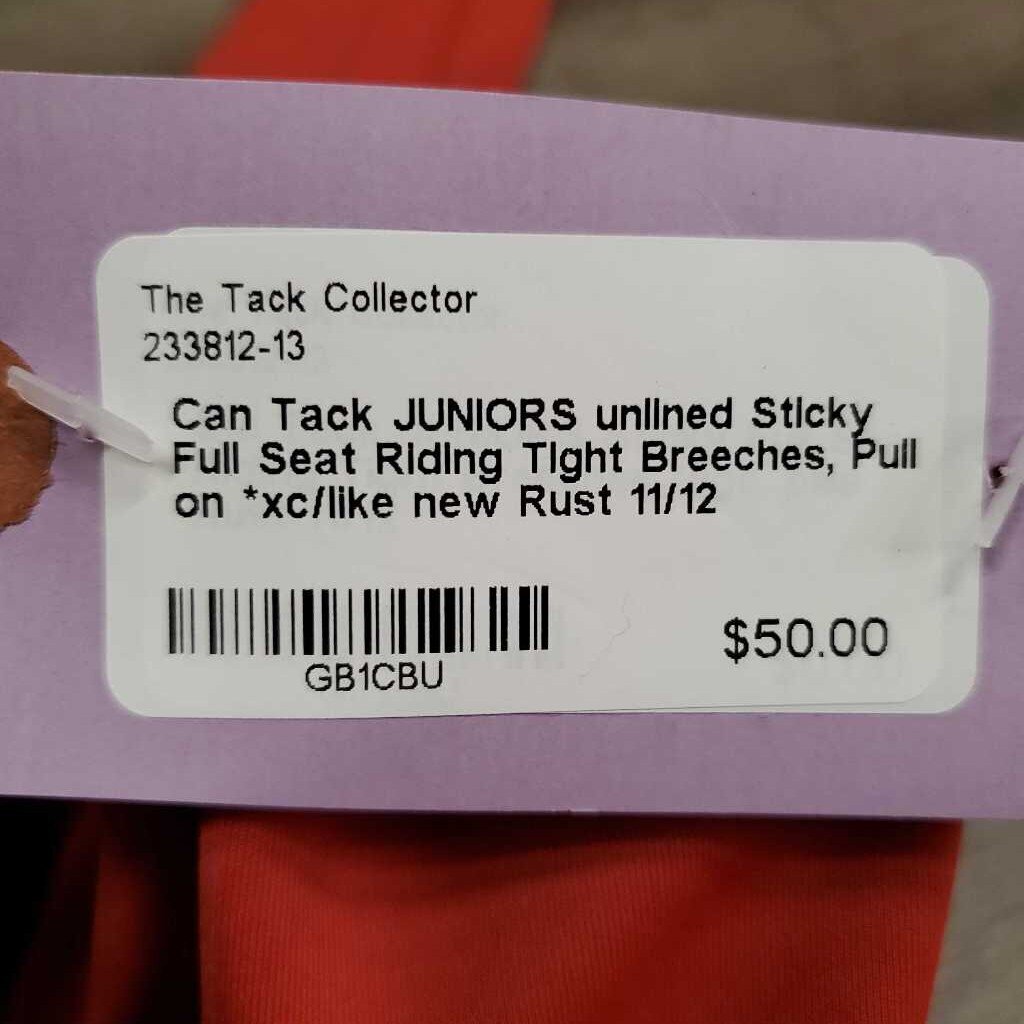 The Tack Collector
233812-13
Can Tack JUNIORS unlined Sticky
Full Seat Riding Tight Breeches, Pull
on *xc/like new Rust 11/12
GB1CBU
$50.00